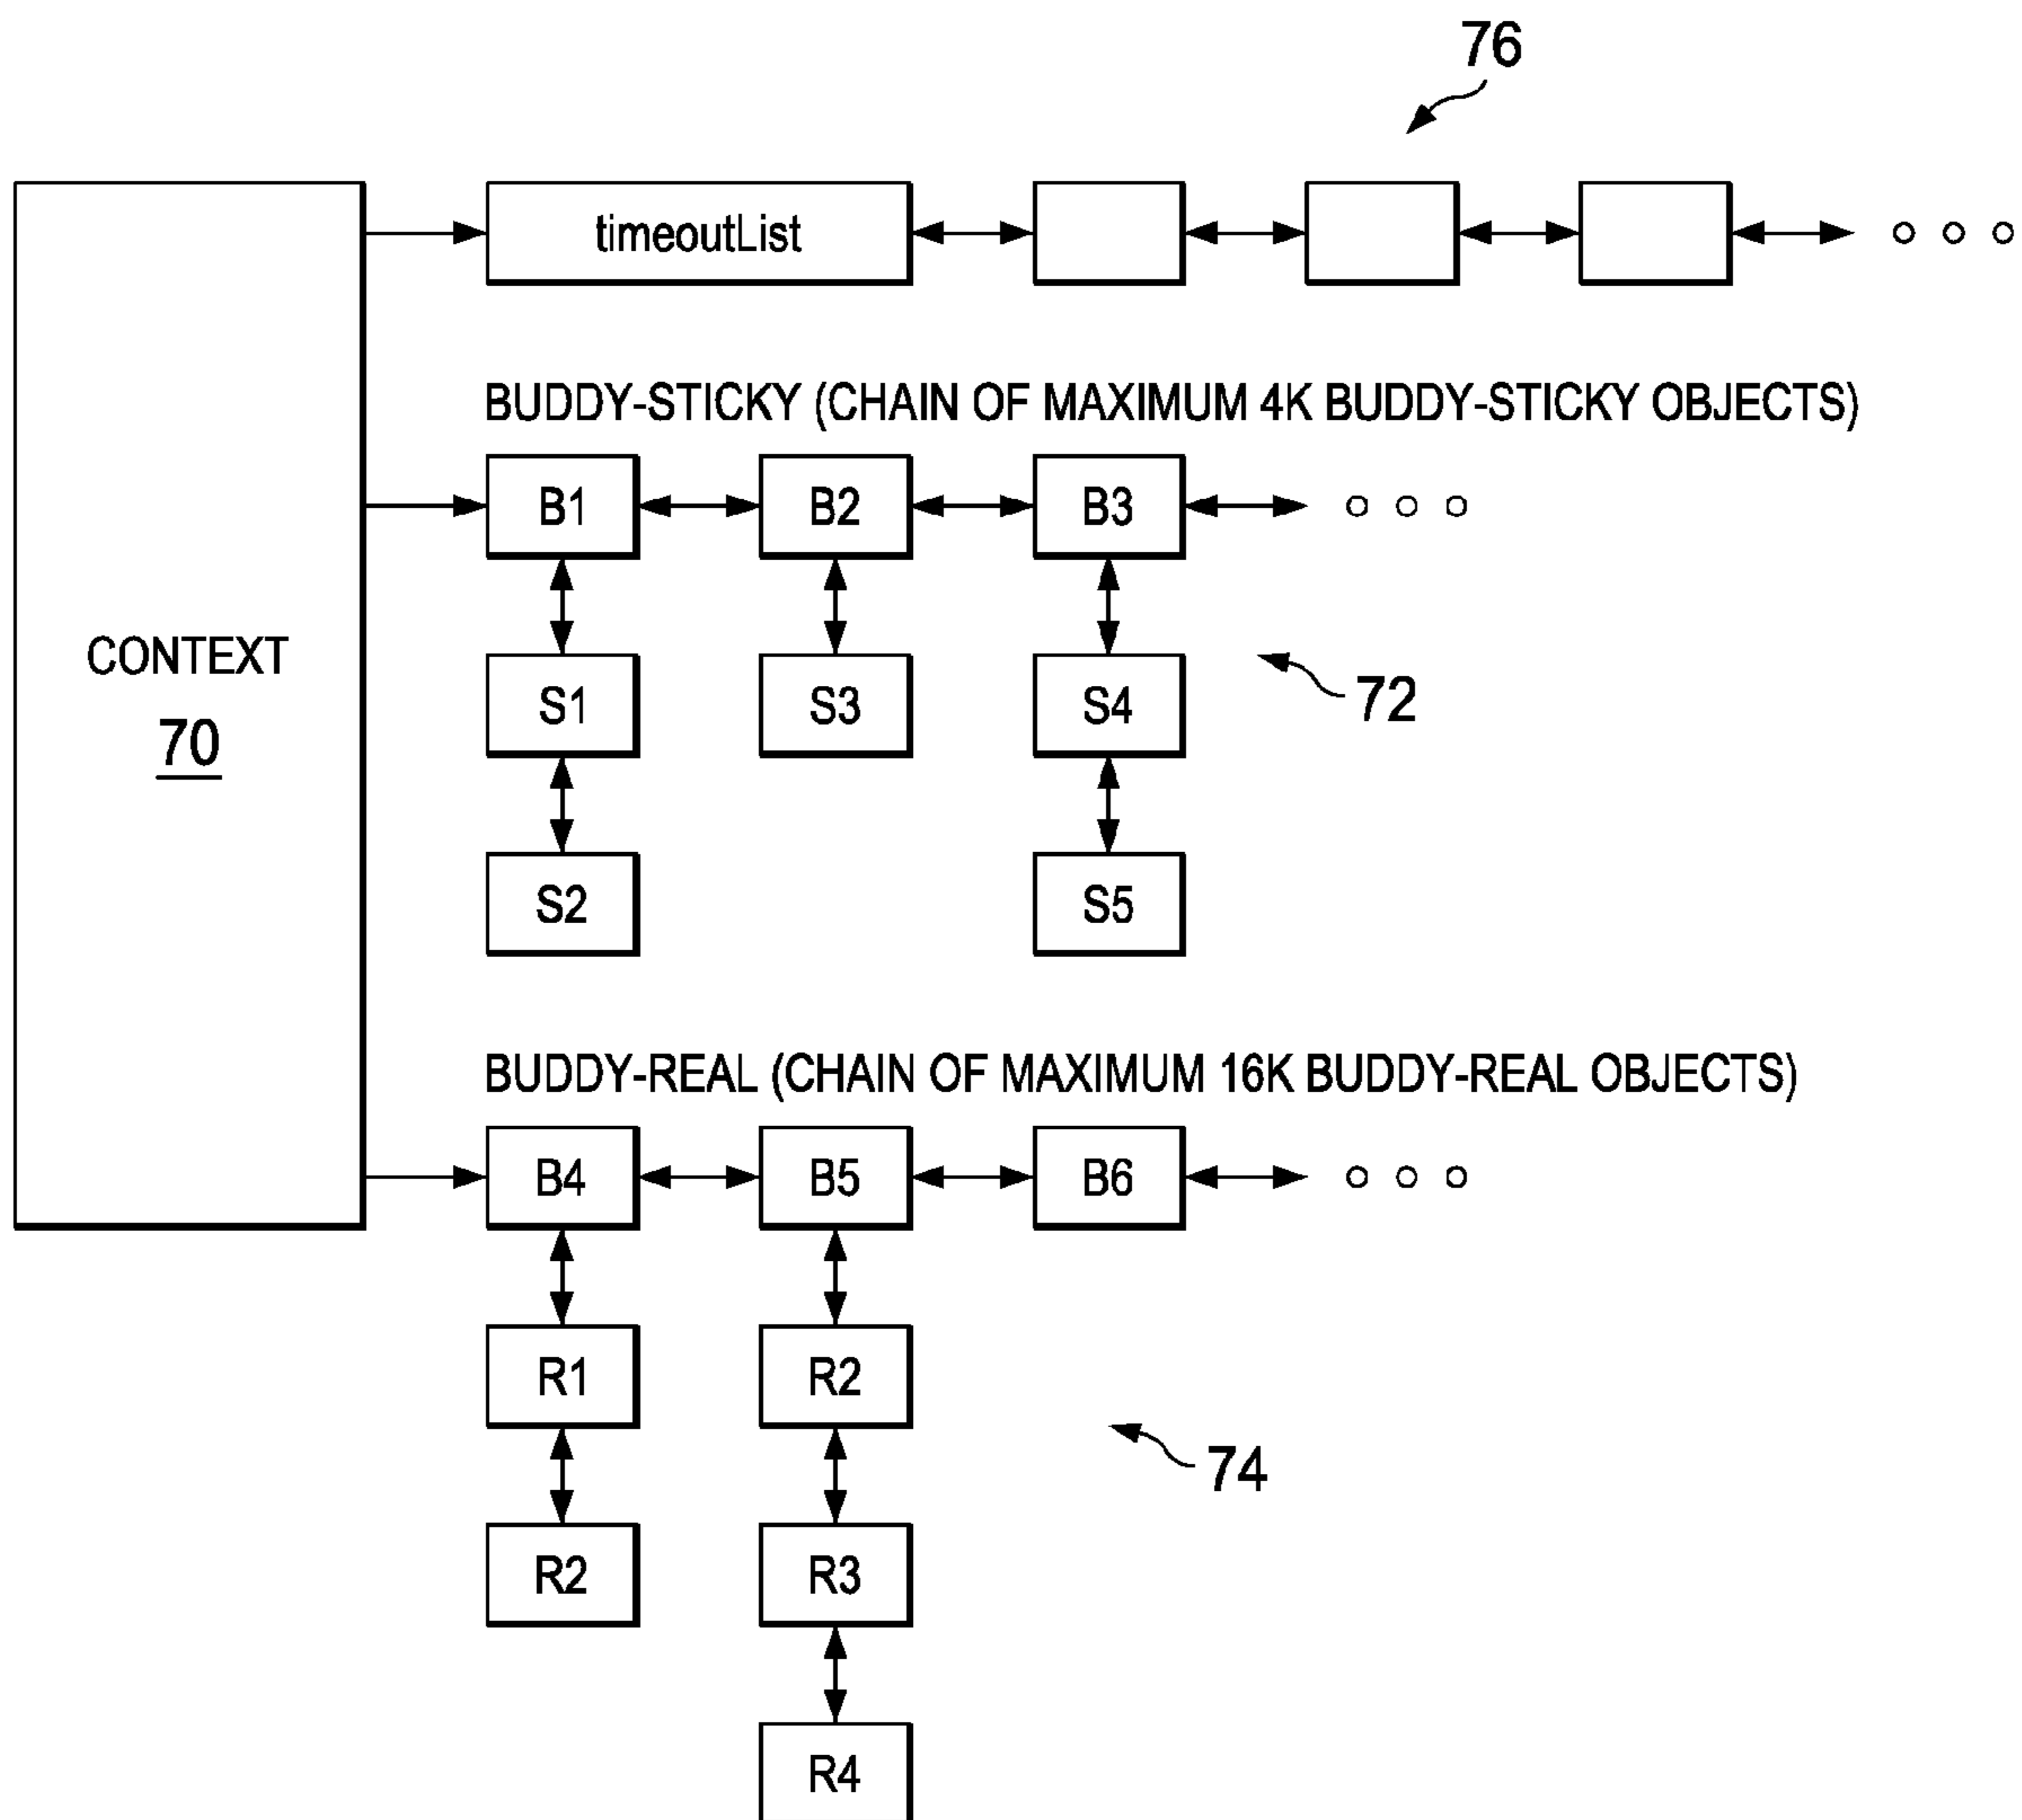 76
timeoutList
BUDDY-STICKY (CHAIN OF MAXIMUM 4K BUDDY-STICKY OBJECTS)
B1 B2 B3
CONTEXT
70
S1 S3 S4
72
S2 S5
BUDDY-REAL (CHAIN OF MAXIMUM 16K BUDDY-REAL OBJECTS)
B4 B5 B6
R1 R2
74
R2 R3
R4